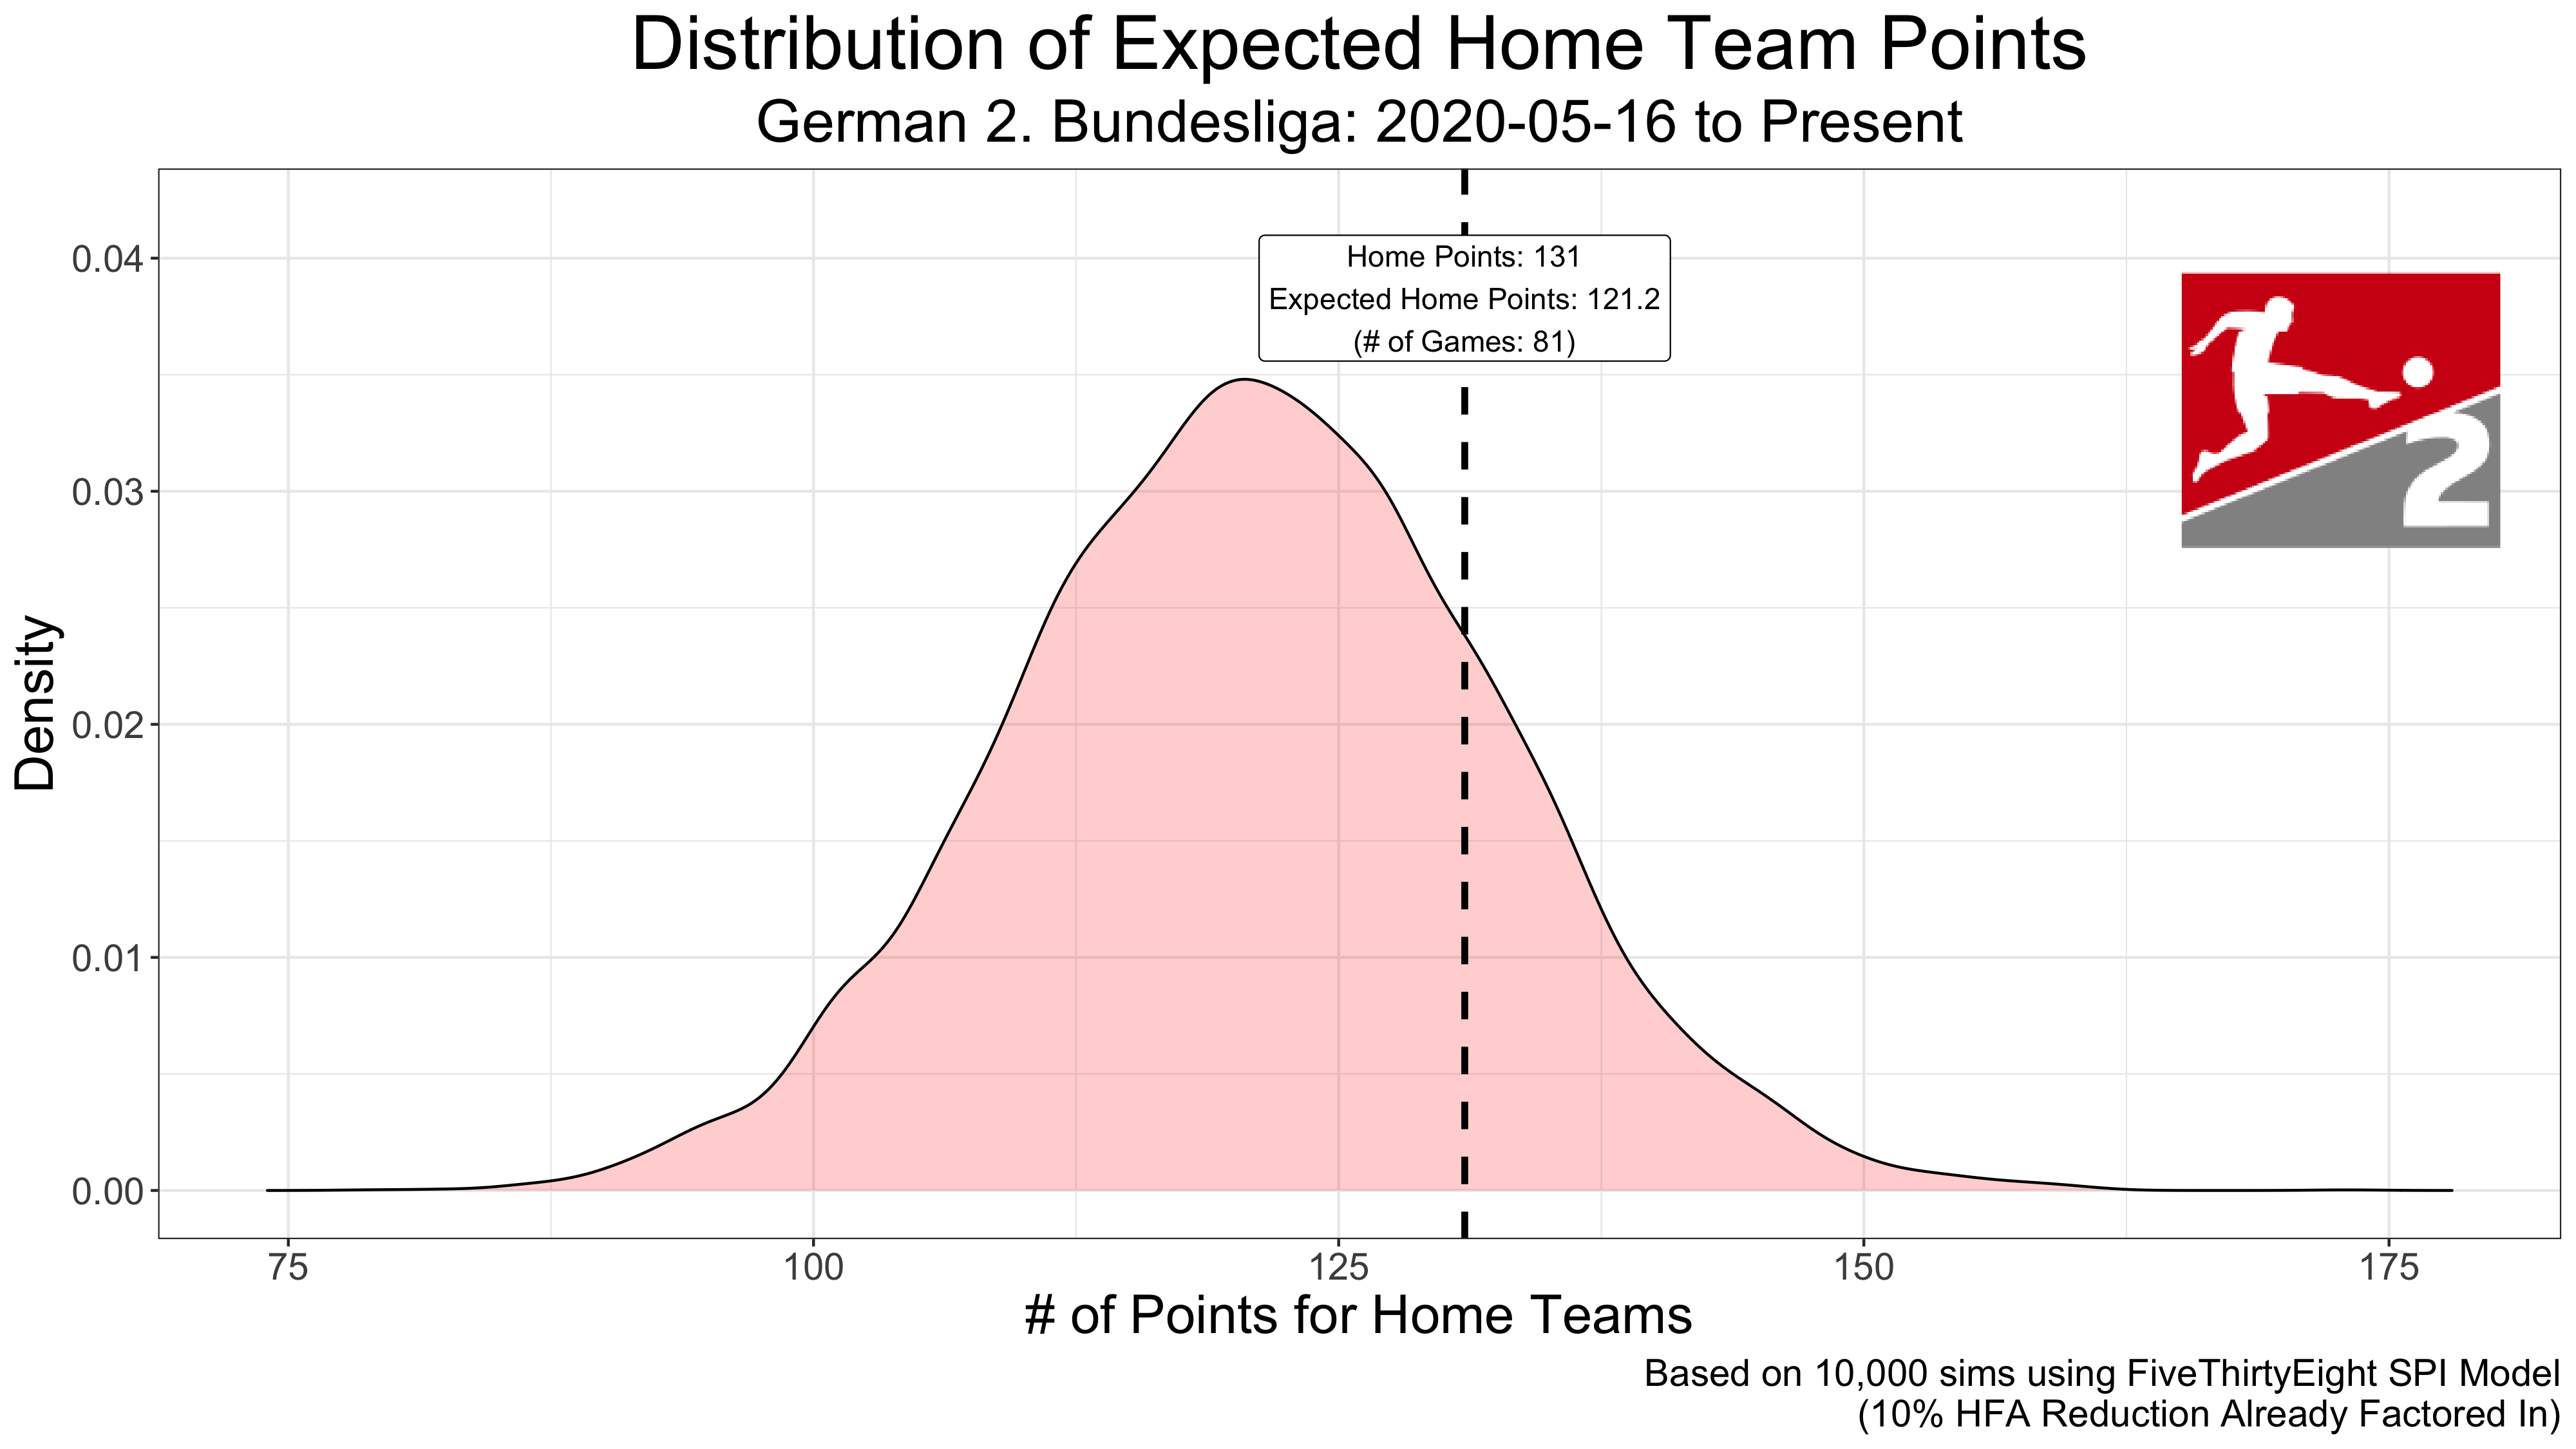 Distribution of Expected Home Team Points
German 2. Bundesliga: 2020-05-16 to Present
Home Points: 131
Expected Home Points: 121.2
(# of Games: 81)
2
Density
0.04
0.03
0.02
0.01
0.00
75 100 125 150 175
# of Points for Home Teams
Based on 10,000 sims using FiveThirtyEight SPI Model
(10% HFA Reduction Already Factored In)